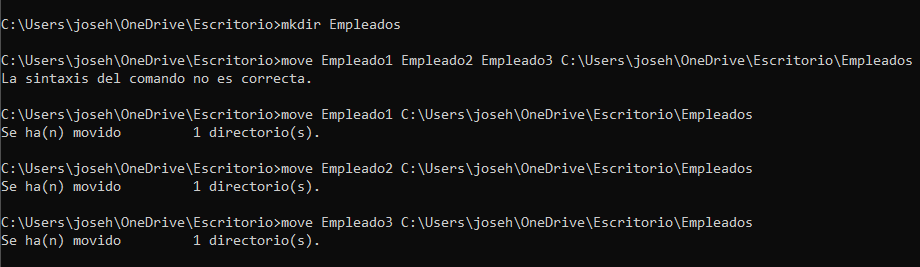 C:\Users\joseh\OneDrive\Escritorio>mkdir Empleados
C:\Users\joseh\OneDrive\Escritorio>move Empleado1 Empleado2 Empleado3 C:\Users\joseh\OneDrive\Escritorio\Empleados
La sintaxis del comando no es correcta.
C:\Users\joseh\OneDrive\Escritorio>move Empleado1 C:\Users\joseh\OneDrive\Escritorio\Empleados
Se ha(n) movido         1 directorio(s).
C:\Users\joseh\OneDrive\Escritorio>move Empleado2 C:\Users\joseh\OneDrive\Escritorio\Empleados
Se ha(n) movido         1 directorio(s).
C:\Users\joseh\OneDrive\Escritorio>move Empleado3 C:\Users\joseh\OneDrive\Escritorio\Empleados
Se ha(n) movido         1 directorio(s).